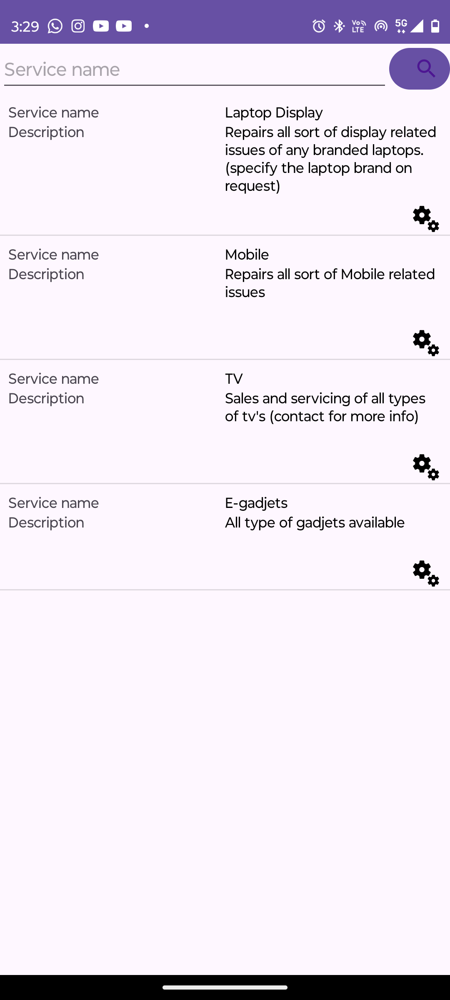 3:29
Vo
LTE
5G
Service name
Service name
Laptop Display
Description
Repairs all sort of display related
issues of any branded laptops.
(specify the laptop brand on
request)
Service name
Mobile
Description
Repairs all sort of Mobile related
issues
Service name
TV
Description
Sales and servicing of all types
of tv's (contact for more info)
Service name
E-gadjets
Description
All type of gadjets available